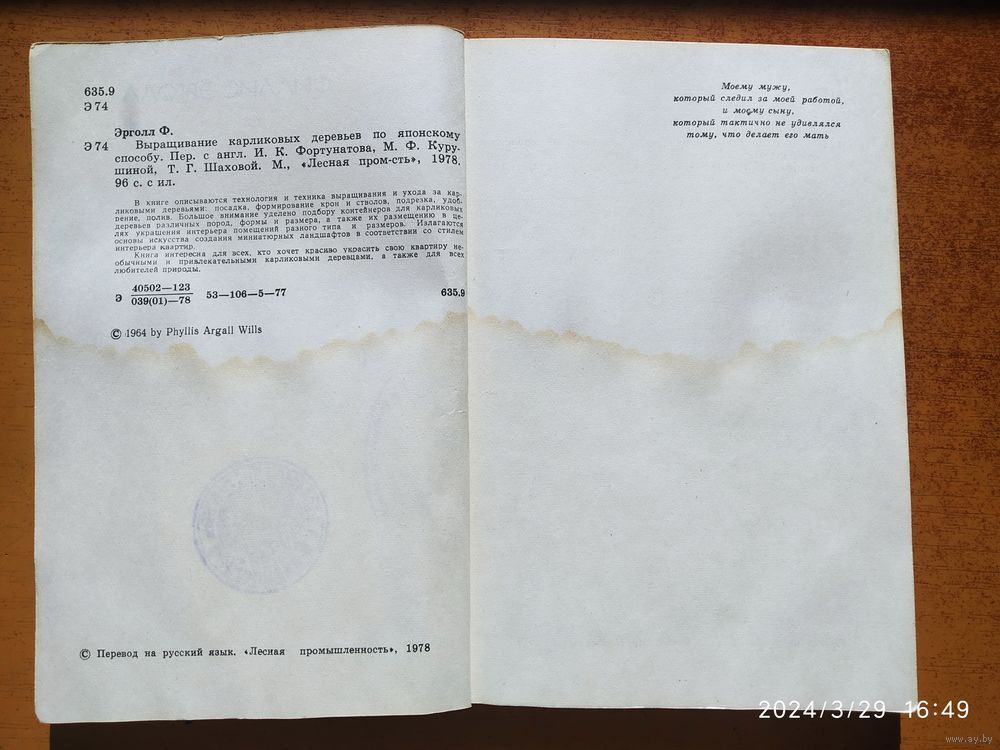 635.9
Э 74
Эрголл Ф.
Э 74 Выращивание карликовых деревьев по японскому
способу. Пер. с англ. И. К. Фортунатова, М. Ф. Куру-
шиной, Т. Г. Шаховой. М., «Лесная пром-сть», 1978.
96 с. с ил.
В книге описываются технология и техника выращивания и ухода за кар-
ликовыми деревьями: посадка, формирование крон и стволов, подрезка, удоб-
рение, полив. Большое внимание уделено подбору контейнеров для карликовых
деревьев различных пород, формы и размера, а также их размещению в це-
лях украшения интерьера помещений разного типа и размеров. Излагаются
основы искусства создания миниатюрных ландшафтов в соответствии со стилем
интерьера квартир.
Книга интересна для всех, кто хочет красиво украсить свою квартиру не-
обычными и привлекательными карликовыми деревцами, а также для всех
любителей природы.
Э 40502—123
039(01)—78 53—106—5—77 635.9
© 1964 by Phyllis Argall Wills
© Перевод на русский язык. «Лесная промышленность», 1978
Моему мужу,
который следил за моей работой,
и моему сыну,
который тактично не удивлялся
тому, что делает его мать
2024/3/29 16:49
www.ay.by